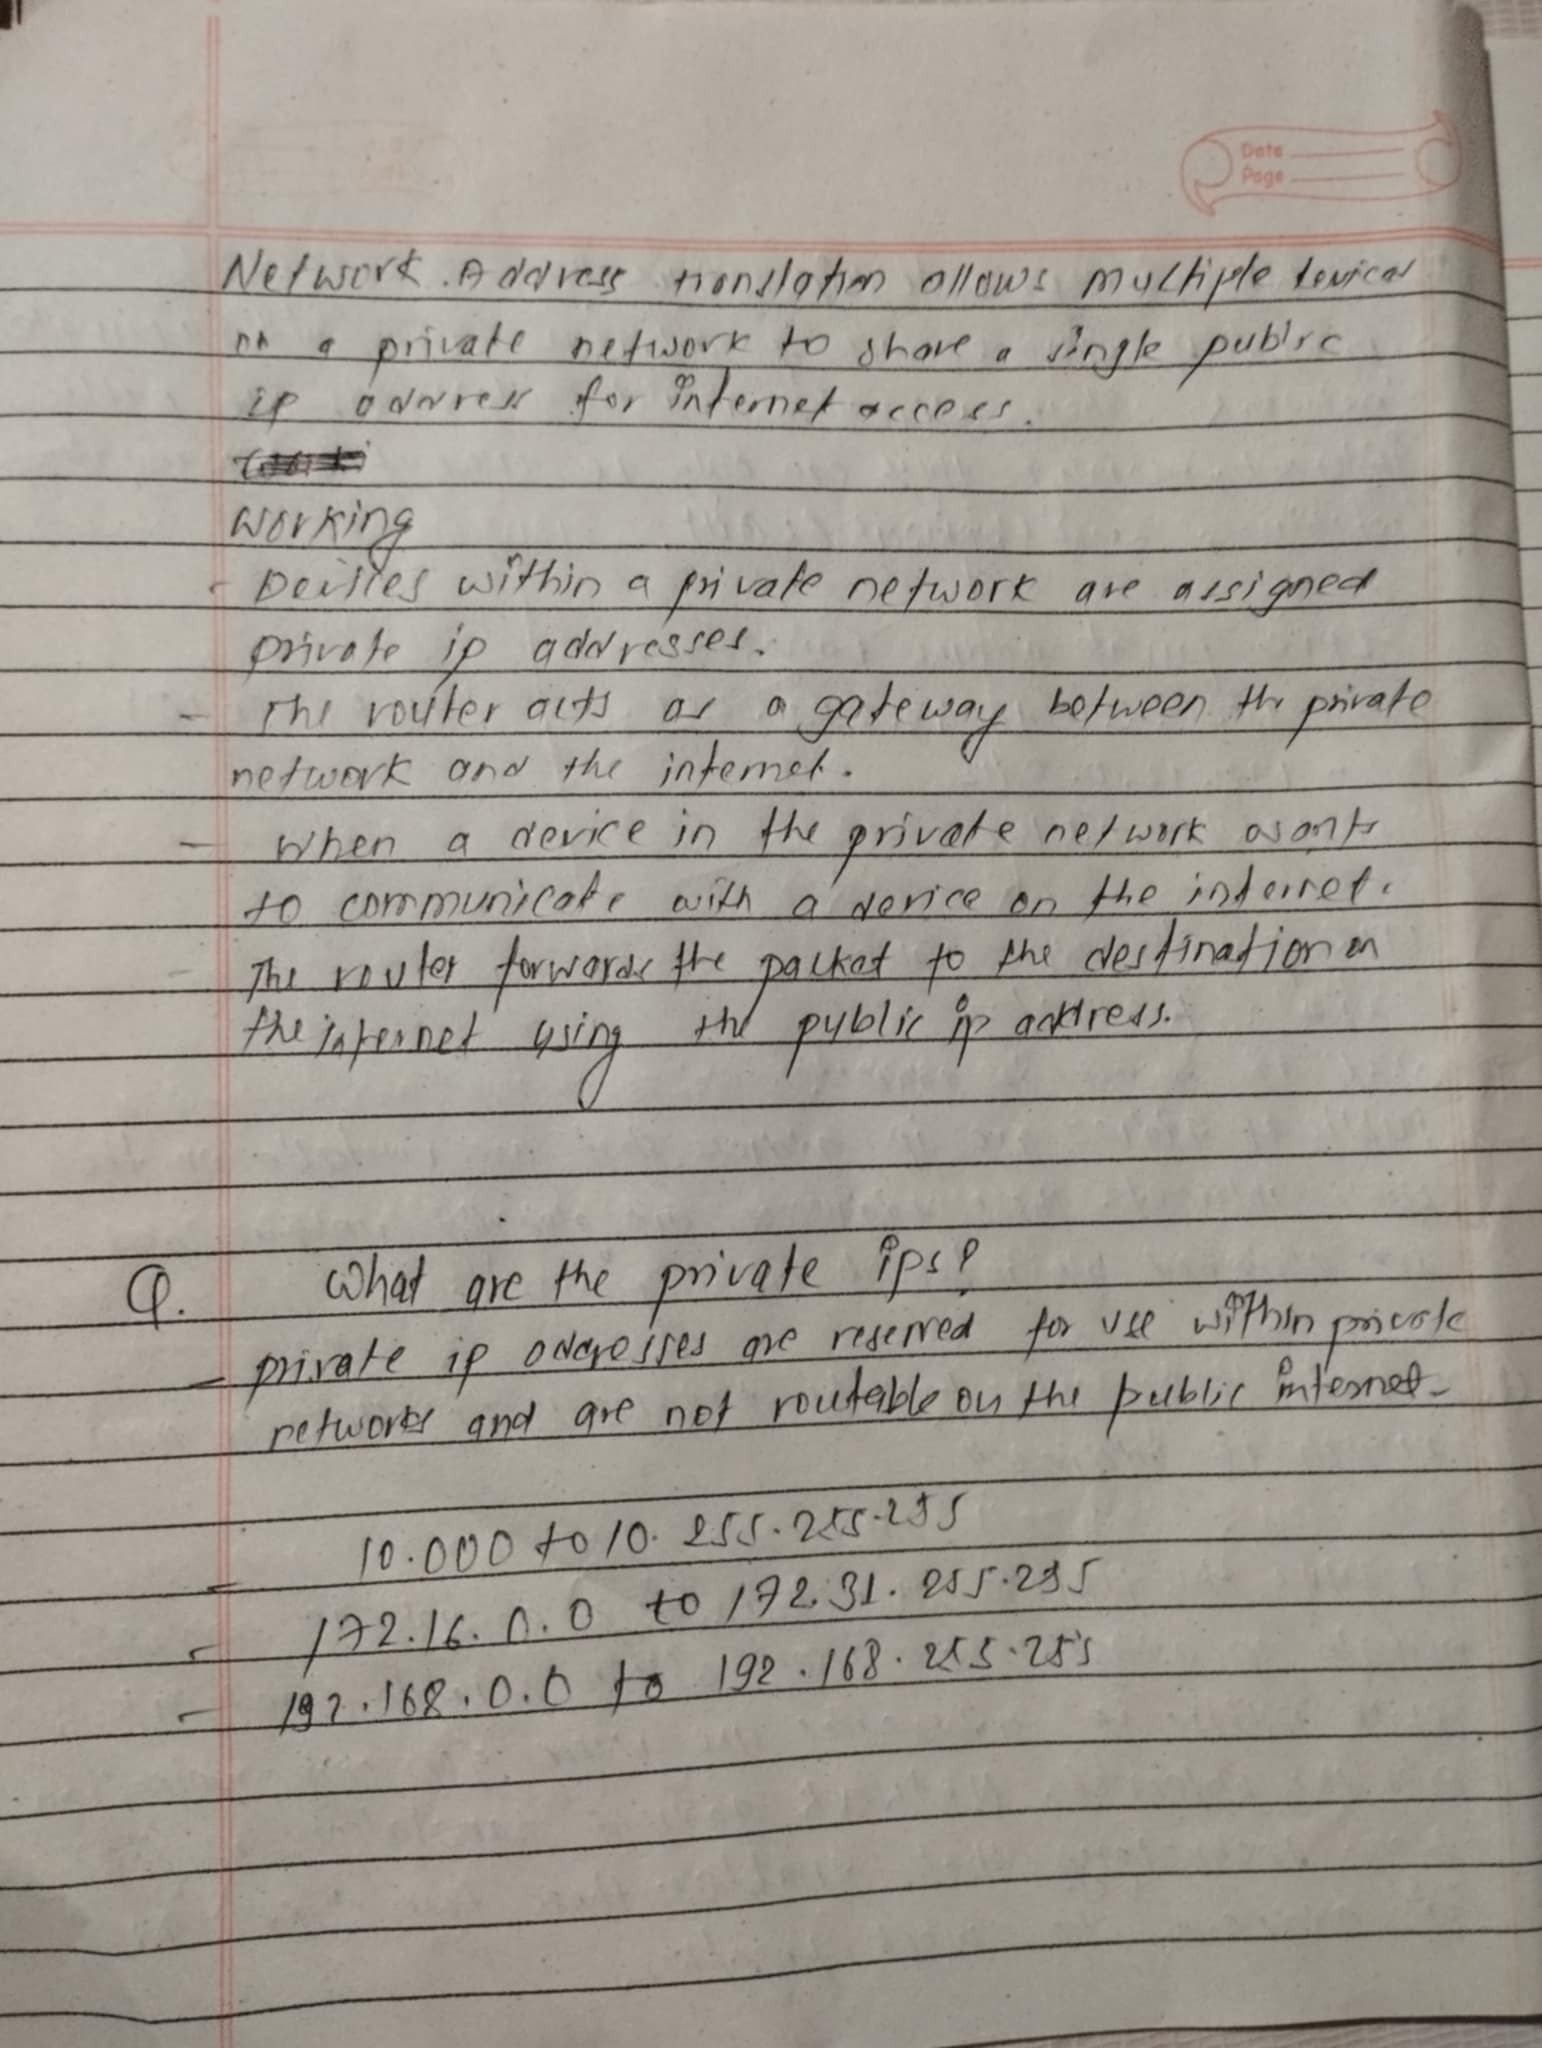 Date
Page
Network Address translation allows multiple devices
on a private network to share a single public
ip address for internet access.
Working
- Deivies within a private network are assigned
private ip addresses.
- The router acts as a gateway between the private
network and the internet.
- When a device in the private network wants
to communicate with a device on the internet.
- The router forwards the packet to the destination on
the internet using the public ip address.
Q. What are the private ips?
- private ip addresses are reserved for use within private
networks and are not routable on the public internet-
- 10.000 to 10.255.255.255
- 172.16.0.0 to 172.31.255.255
- 192.168.0.0 to 192.168.255.255